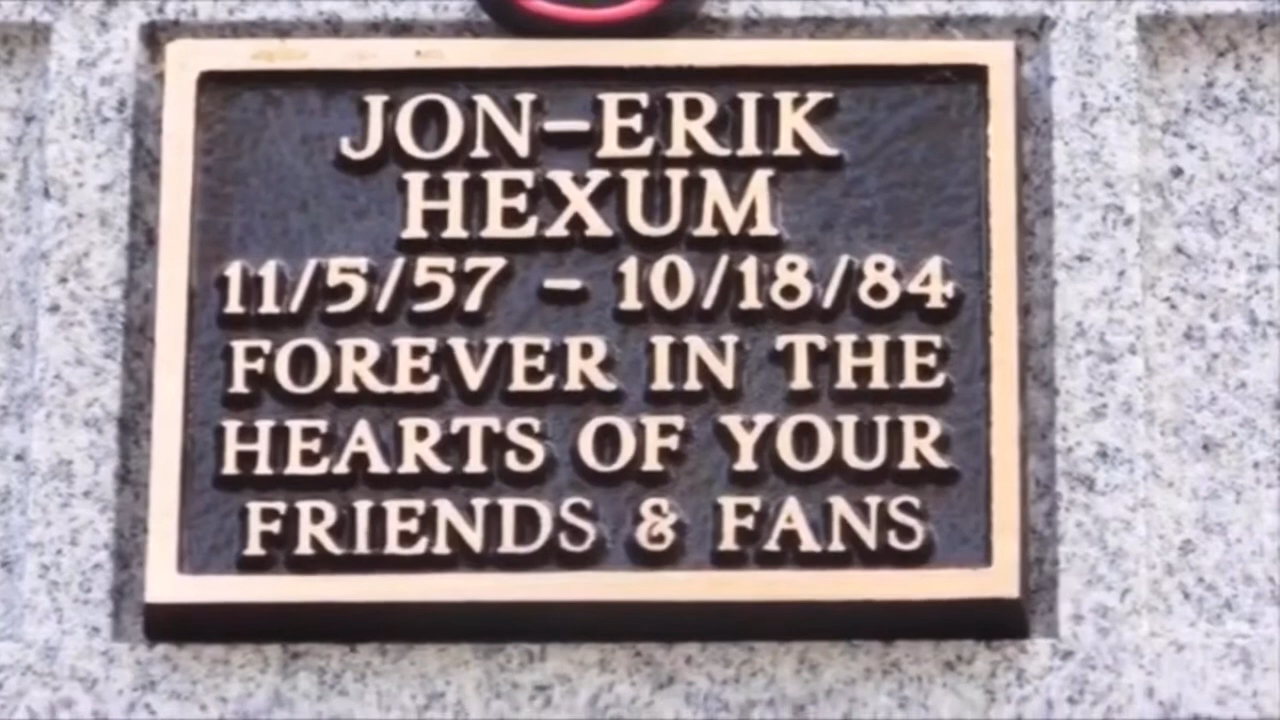 JON-ERIK
HEXUM
11/5/57 - 10/18/84
FOREVER IN THE
HEARTS OF YOUR
FRIENDS & FANS